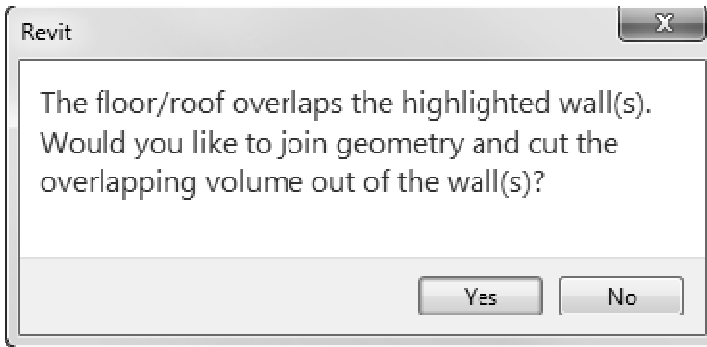 Revit
The floor/roof overlaps the highlighted wall(s).
Would you like to join geometry and cut the
overlapping volume out of the wall(s)?
Yes
No